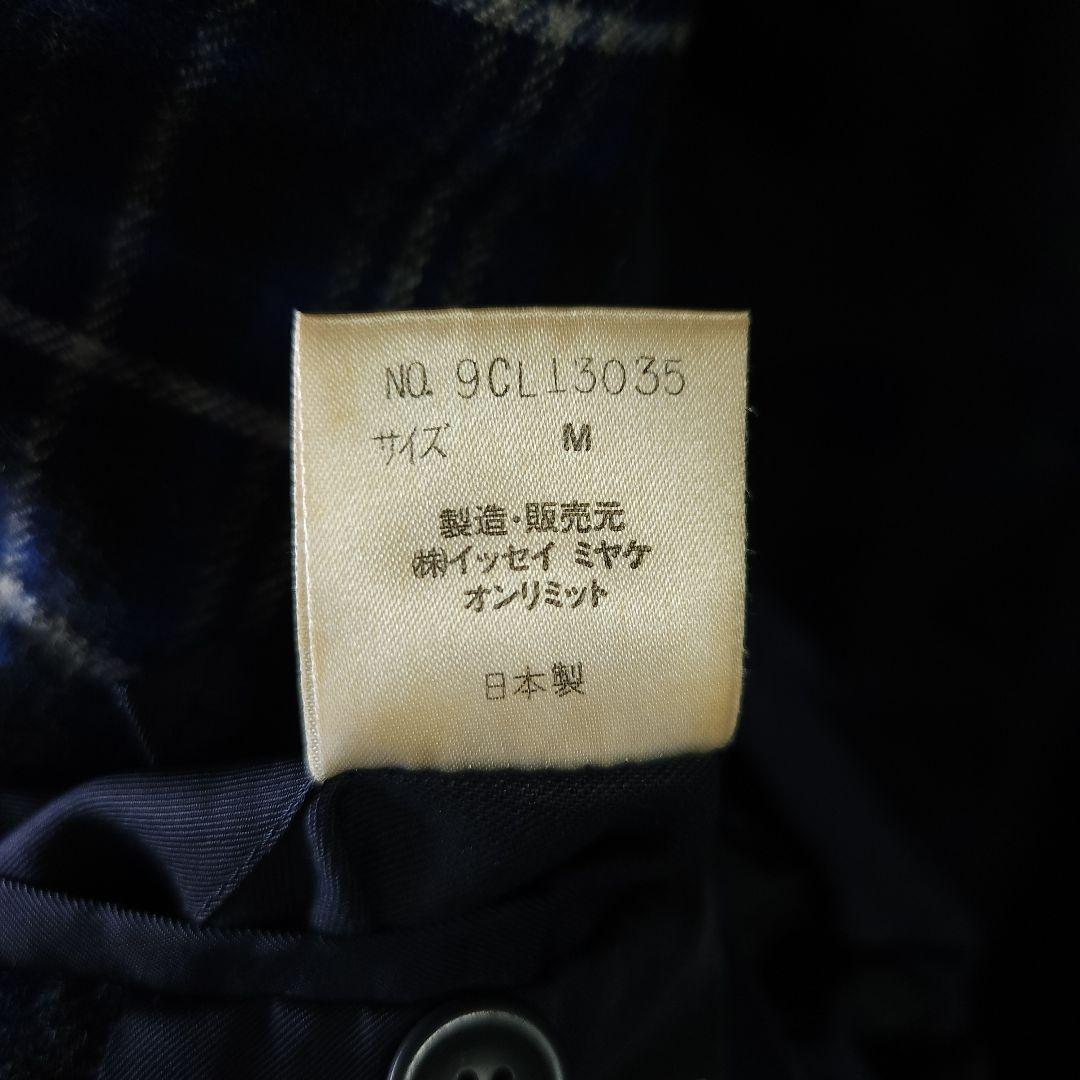 NO. 9CL13035
サイズ M
製造・販売元
㈱イッセイ ミヤケ
オンリミット
日本製